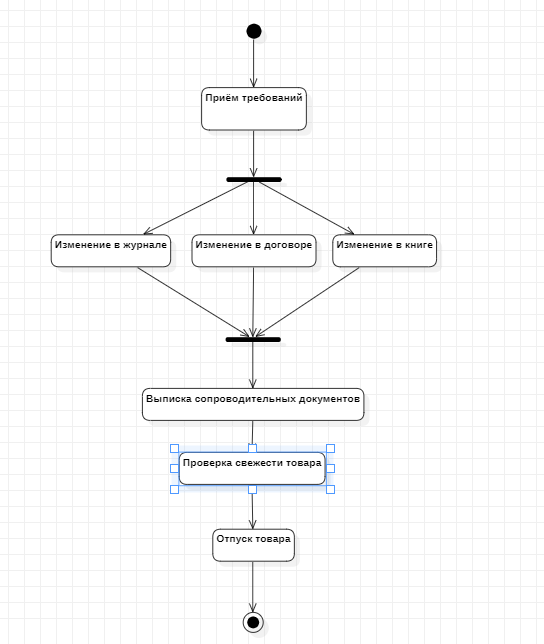 Приём требований
Изменение в журнале
Изменение в договоре
Изменение в книге
Выписка сопроводительных документов
Проверка свежести товара
Отпуск товара